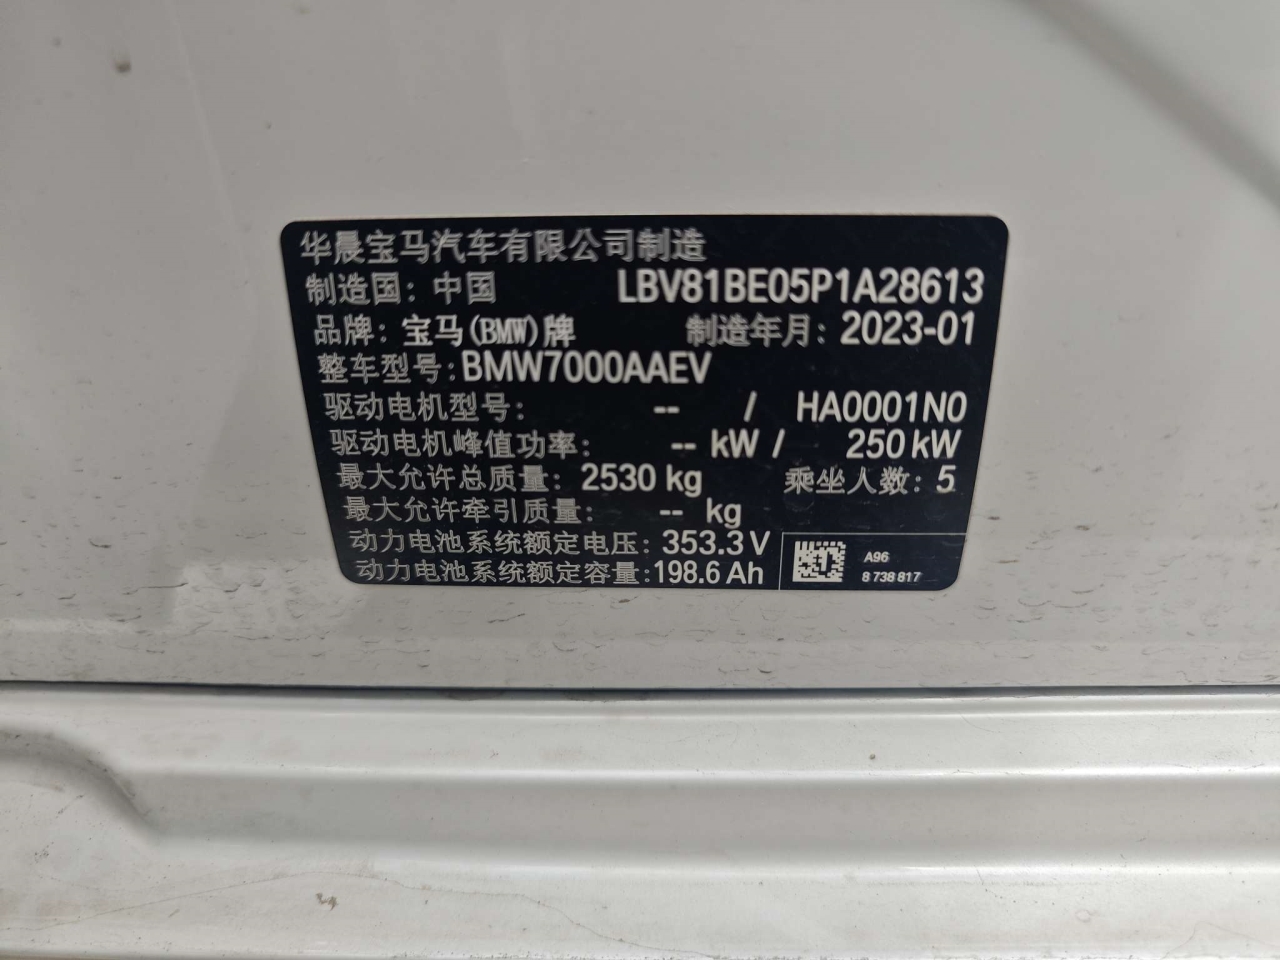 华晨宝马汽车有限公司制造
制造国：中国 LBV81BE05P1A28613
品牌：宝马(BMW)牌 制造年月：2023-01
整车型号：BMW7000AAEV
驱动电机型号： -- / HA0001N0
驱动电机峰值功率： -- kW / 250 kW
最大允许总质量：2530 kg 乘坐人数：5
最大允许牵引质量： -- kg
动力电池系统额定电压：353.3 V
动力电池系统额定容量：198.6 Ah
A96
8 738 817